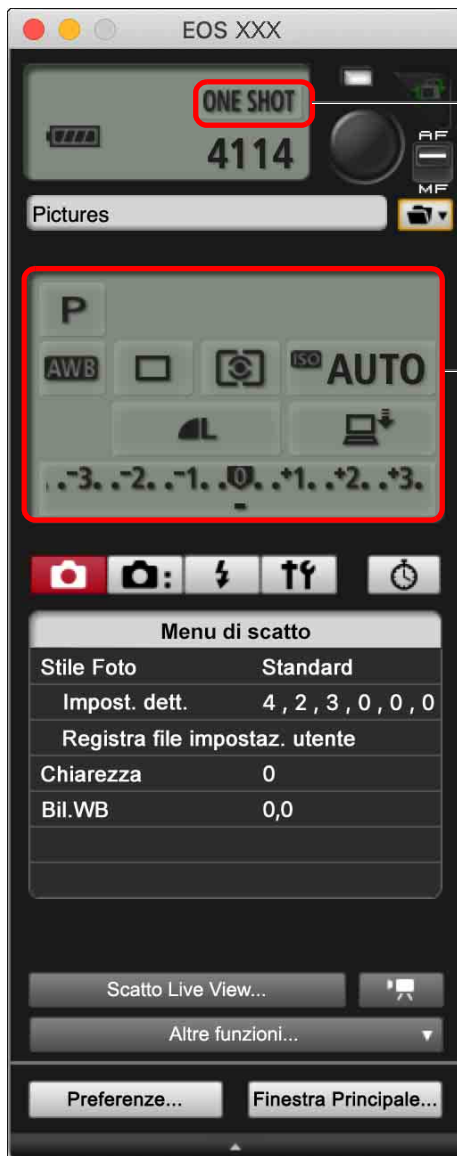 EOS XXX
ONE SHOT
4114
AF
MF
Pictures
P
AWB ISO AUTO
L
. .-3. .-2. .-1. .0. .+1. .+2. .+3.
Menu di scatto
Stile Foto Standard
Impost. dett. 4 , 2 , 3 , 0 , 0 , 0
Registra file impostaz. utente
Chiarezza 0
Bil.WB 0,0
Scatto Live View...
Altre funzioni...
Preferenze... Finestra Principale...